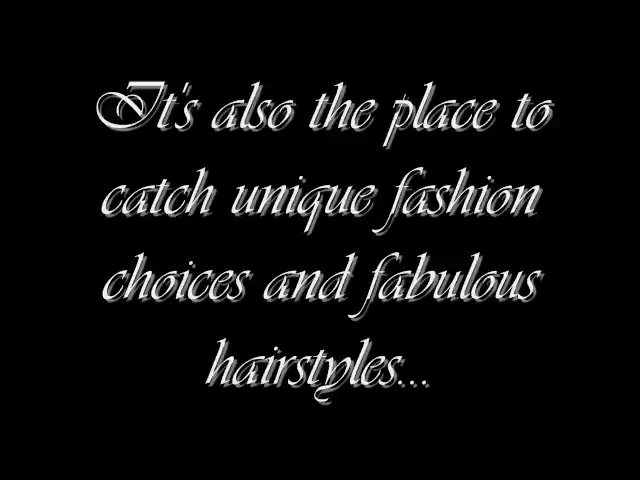 It's also the place to
catch unique fashion
choices and fabulous
hairstyles...